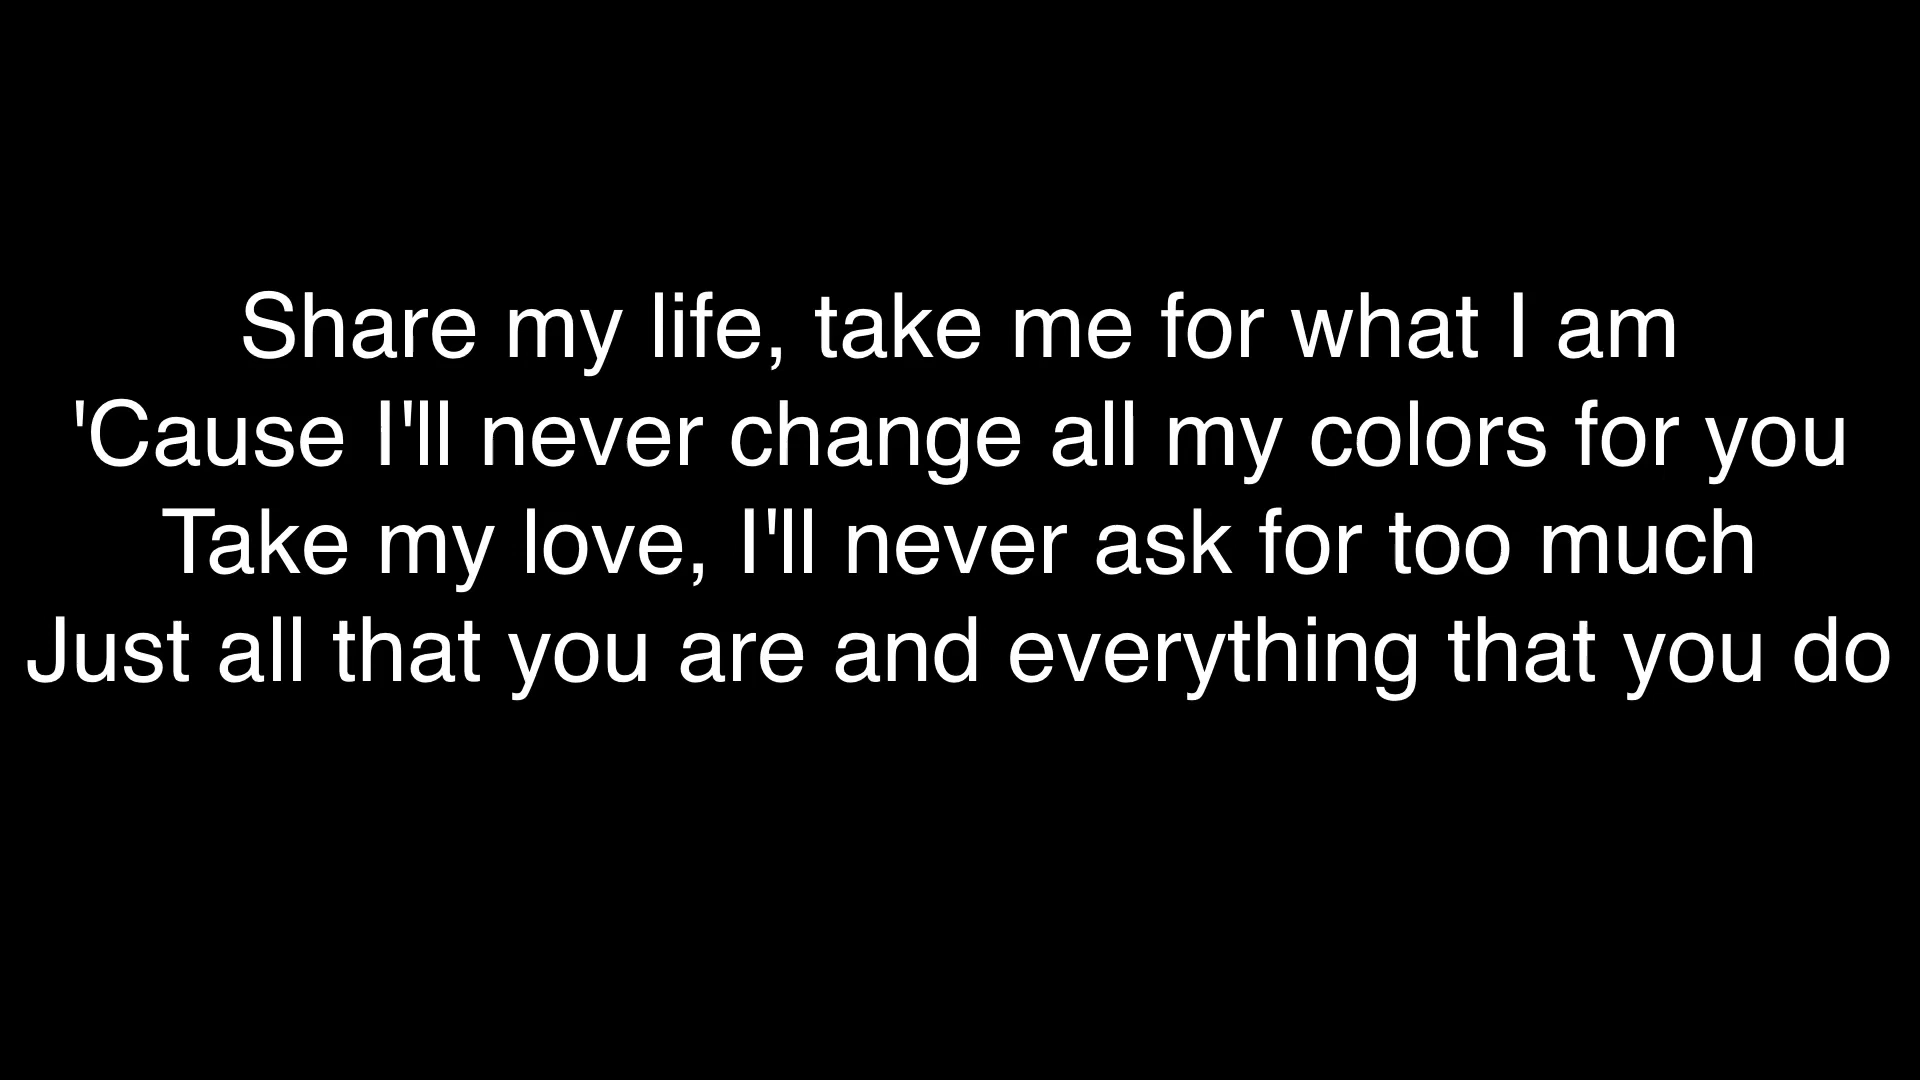 Share my life, take me for what I am
'Cause I'll never change all my colors for you
Take my love, I'll never ask for too much
Just all that you are and everything that you do